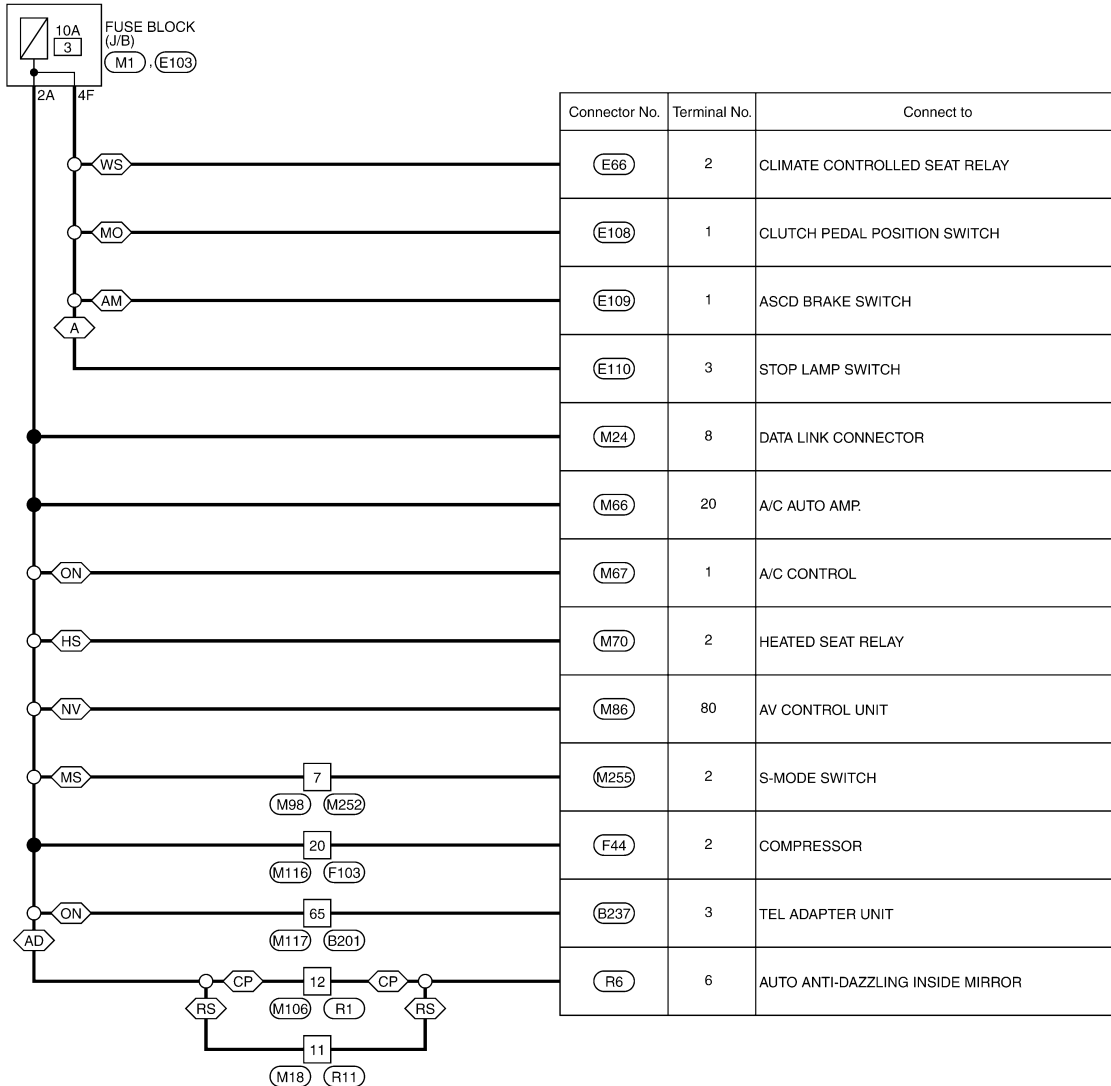 10A
3
FUSE BLOCK
(J/B)
M1 , E103
2A 4F
Connector No. Terminal No. Connect to
WS E66 2 CLIMATE CONTROLLED SEAT RELAY
MO E108 1 CLUTCH PEDAL POSITION SWITCH
AM E109 1 ASCD BRAKE SWITCH
A
E110 3 STOP LAMP SWITCH
M24 8 DATA LINK CONNECTOR
M66 20 A/C AUTO AMP.
ON M67 1 A/C CONTROL
HS M70 2 HEATED SEAT RELAY
NV M86 80 AV CONTROL UNIT
MS 7 M255 2 S-MODE SWITCH
M98 M252
20 F44 2 COMPRESSOR
M116 F103
ON 65 B237 3 TEL ADAPTER UNIT
AD M117 B201
CP 12 CP R6 6 AUTO ANTI-DAZZLING INSIDE MIRROR
RS M106 R1 RS
11
M18 R11